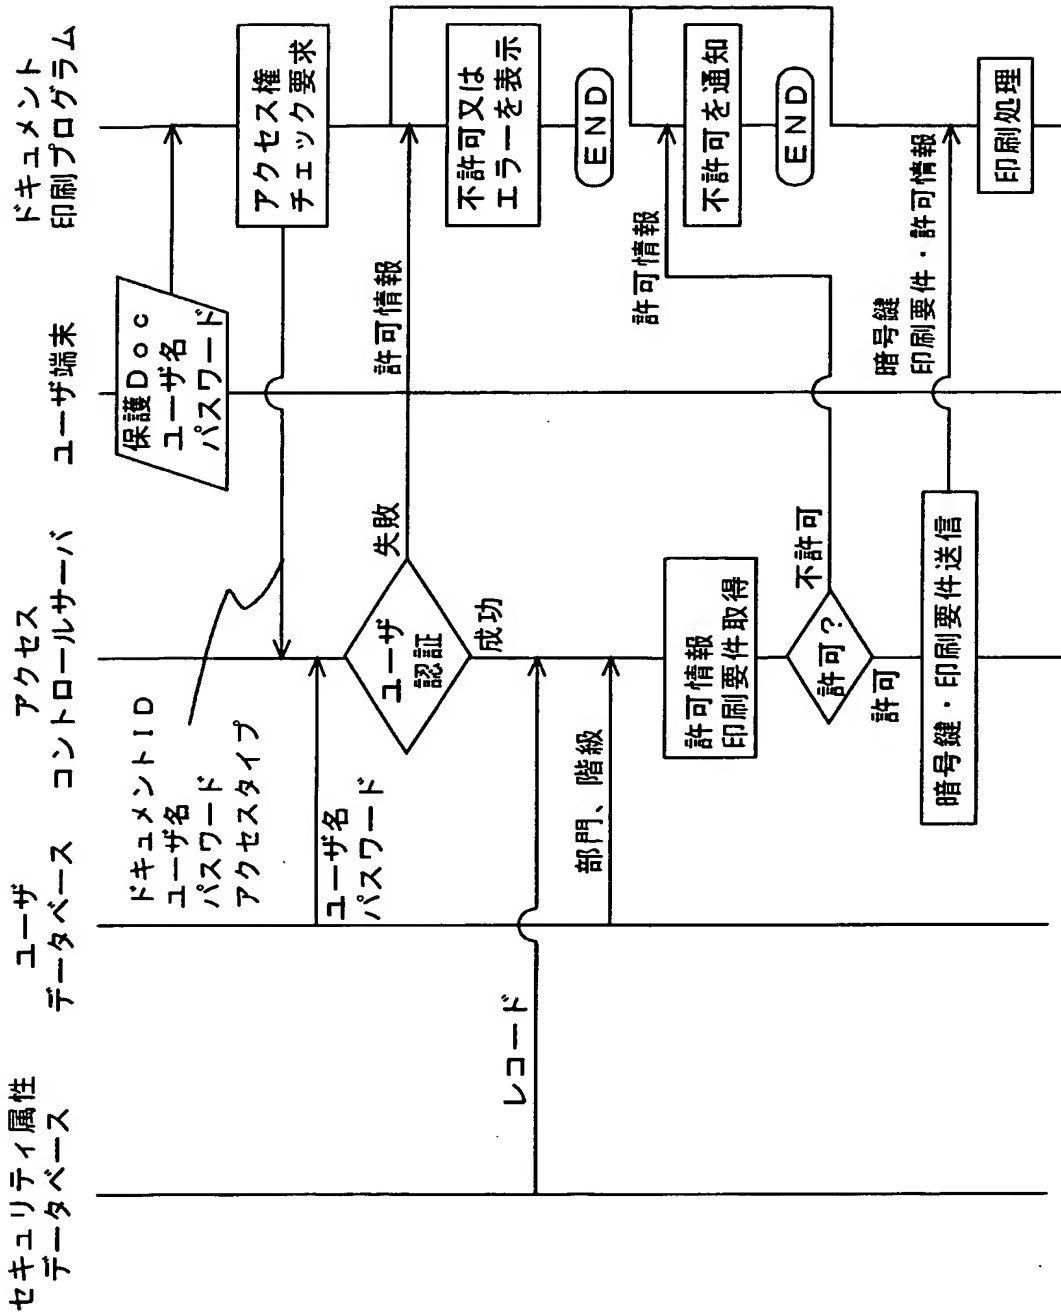 セキュリティ属性
データベース
ユーザ
データベース
アクセス
コントロールサーバ
ユーザ端末
ドキュメント
印刷プログラム
保護Doc
ユーザ名
パスワード
アクセス権
チェック要求
ドキュメントID
ユーザ名
パスワード
アクセスタイプ
ユーザ名
パスワード
ユーザ
認証
失敗
許可情報
不許可又は
エラーを表示
END
成功
レコード
部門、階級
許可情報
印刷要件取得
許可情報
不許可を通知
END
許可?
不許可
許可
暗号鍵・印刷要件送信
暗号鍵
印刷要件・許可情報
印刷処理